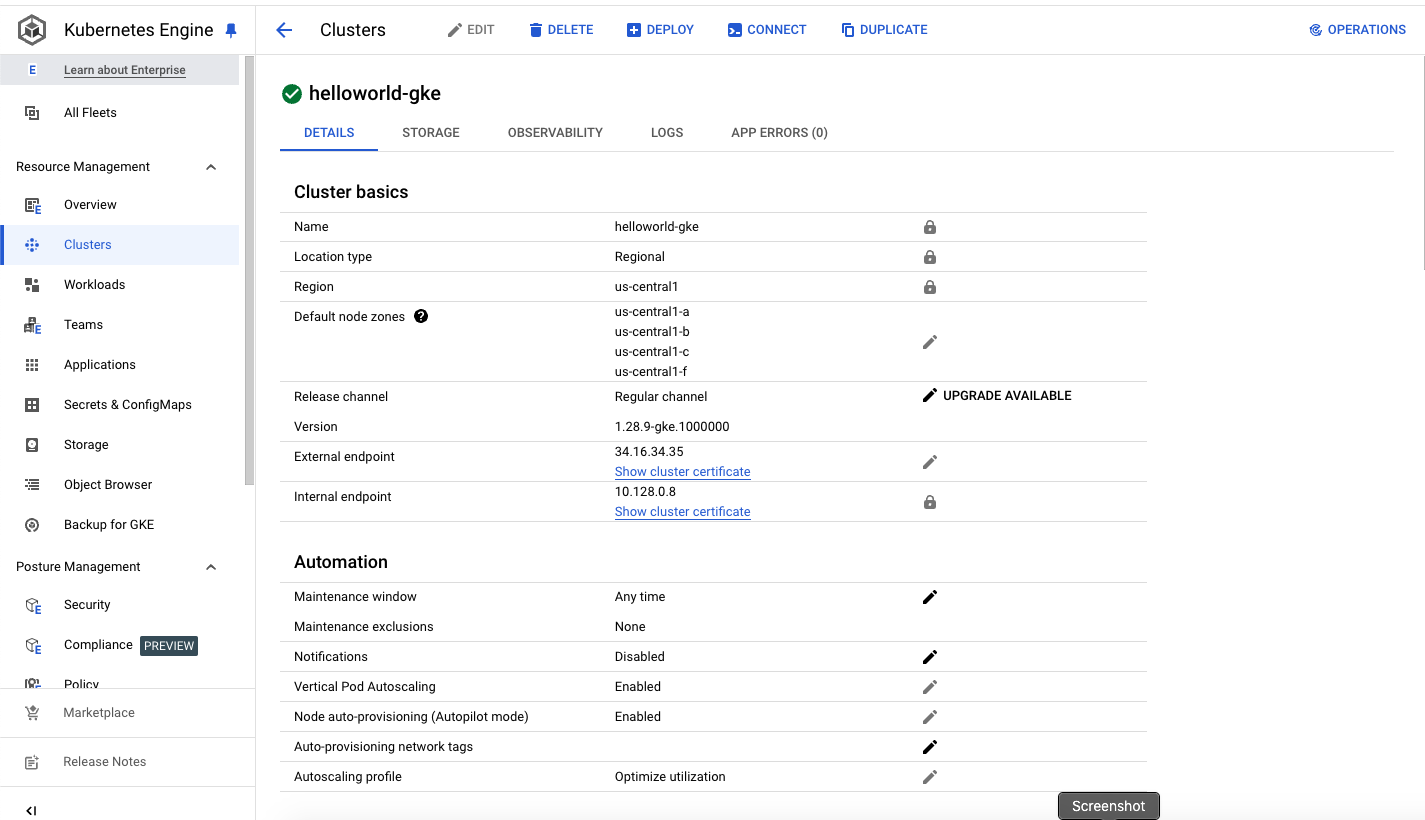 Kubernetes Engine
Clusters
EDIT
DELETE
DEPLOY
CONNECT
DUPLICATE
OPERATIONS
E Learn about Enterprise
All Fleets
Resource Management
Overview
Clusters
Workloads
Teams
Applications
Secrets & ConfigMaps
Storage
Object Browser
Backup for GKE
Posture Management
Security
Compliance PREVIEW
Policy
Marketplace
Release Notes
helloworld-gke
DETAILS
STORAGE
OBSERVABILITY
LOGS
APP ERRORS (0)
Cluster basics
Name helloworld-gke
Location type Regional
Region us-central1
Default node zones us-central1-a
us-central1-b
us-central1-c
us-central1-f
Release channel Regular channel UPGRADE AVAILABLE
Version 1.28.9-gke.1000000
External endpoint 34.16.34.35
Show cluster certificate
Internal endpoint 10.128.0.8
Show cluster certificate
Automation
Maintenance window Any time
Maintenance exclusions None
Notifications Disabled
Vertical Pod Autoscaling Enabled
Node auto-provisioning (Autopilot mode) Enabled
Auto-provisioning network tags
Autoscaling profile Optimize utilization
Screenshot